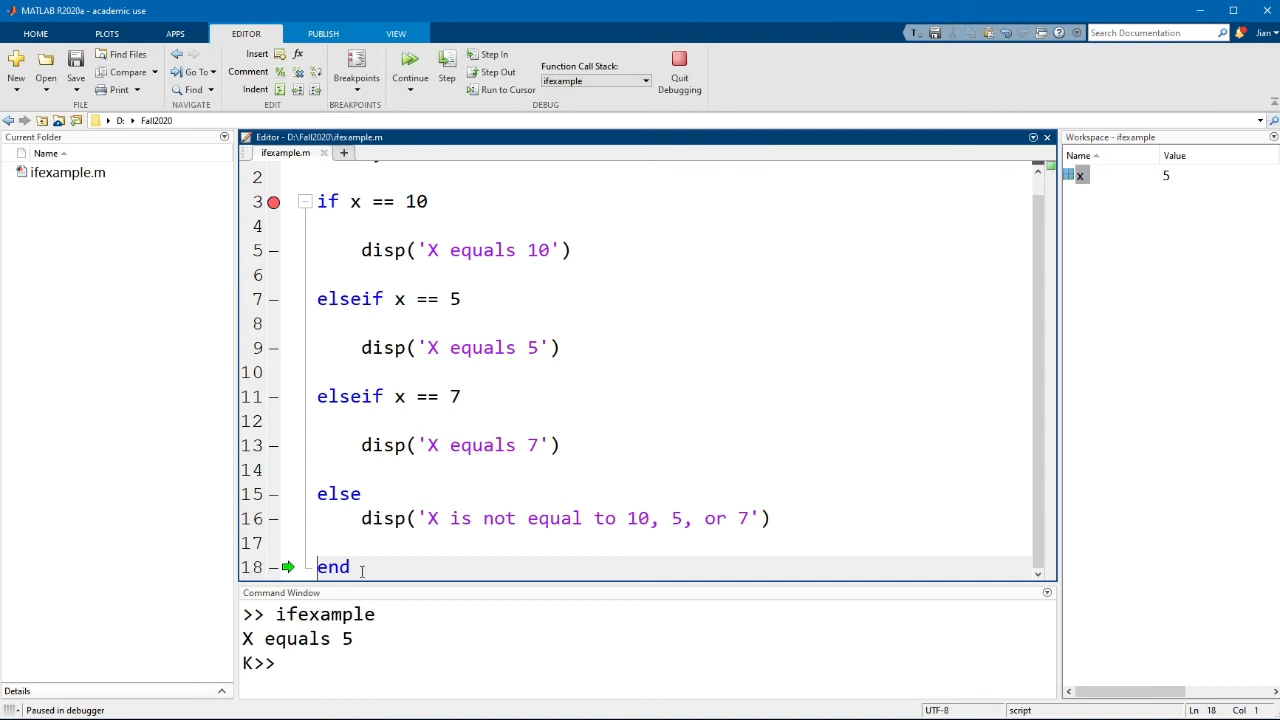 MATLAB R2020a - academic use
HOME PLOTS APPS EDITOR PUBLISH VIEW
Search Documentation
Jian
New Open Save Find Files Compare Print
FILE
Go To Find
NAVIGATE
Insert fx
Comment
Indent
EDIT
Breakpoints
BREAKPOINTS
Continue Step Step In Step Out Run to Cursor
Function Call Stack:
ifexample
DEBUG
Quit Debugging
D: Fall2020
Current Folder
Name
ifexample.m
Details
Editor - D:\Fall2020\ifexample.m
ifexample.m
2
3 if x == 10
4
5 – disp('X equals 10')
6
7 – elseif x == 5
8
9 – disp('X equals 5')
10
11 – elseif x == 7
12
13 – disp('X equals 7')
14
15 – else
16 – disp('X is not equal to 10, 5, or 7')
17
18 – end
Command Window
>> ifexample
X equals 5
K>>
Workspace - ifexample
Name Value
x 5
Paused in debugger
UTF-8 script Ln 18 Col 1